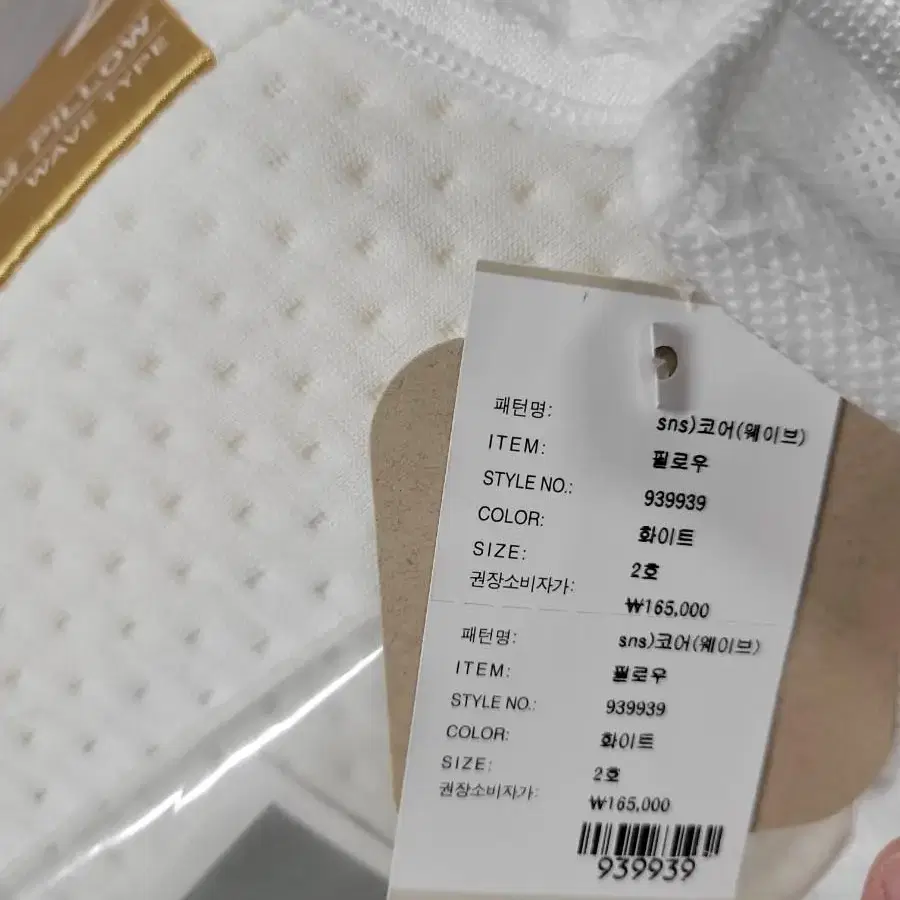 PILLOW
WAVE TYPE
패턴명: sns)코어(웨이브)
ITEM: 필로우
STYLE NO.: 939939
COLOR: 화이트
SIZE: 2호
권장소비자가: ₩165,000
패턴명: sns)코어(웨이브)
ITEM: 필로우
STYLE NO.: 939939
COLOR: 화이트
SIZE: 2호
권장소비자가: ₩165,000
939939